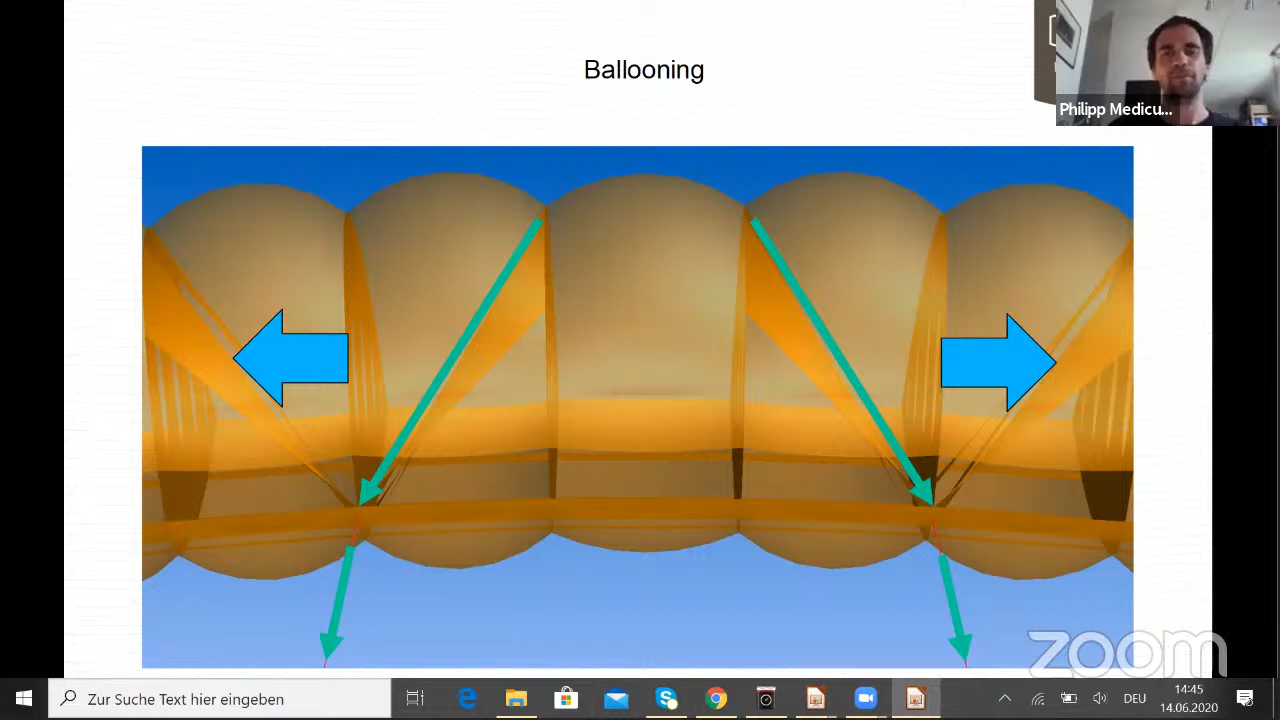 Ballooning
Philipp Medicu...
zoom
Zur Suche Text hier eingeben
DEU
14:45
14.06.2020